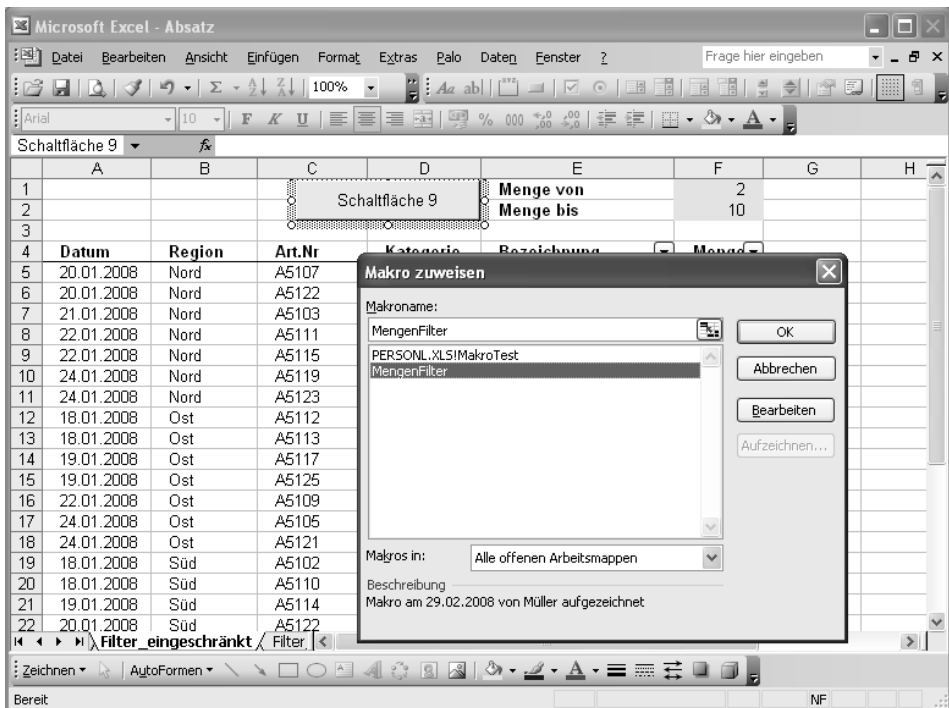 Microsoft Excel - Absatz
Datei Bearbeiten Ansicht Einfügen Format Extras Palo Daten Fenster ? Frage hier eingeben
100% Aa ab| XYZ
Arial 10 F K U % 000
Schaltfläche 9 fx
A B C D E F G H
1 Schaltfläche 9 Menge von 2
2 Menge bis 10
3
4 Datum Region Art.Nr Kategorie Bezeichnung Menge
5 20.01.2008 Nord A5107
6 20.01.2008 Nord A5122
7 21.01.2008 Nord A5103
8 22.01.2008 Nord A5111
9 22.01.2008 Nord A5115
10 24.01.2008 Nord A5119
11 24.01.2008 Nord A5123
12 18.01.2008 Ost A5112
13 18.01.2008 Ost A5113
14 19.01.2008 Ost A5117
15 19.01.2008 Ost A5125
16 22.01.2008 Ost A5109
17 24.01.2008 Ost A5105
18 24.01.2008 Ost A5121
19 18.01.2008 Süd A5102
20 18.01.2008 Süd A5110
21 19.01.2008 Süd A5114
22 20.01.2008 Süd A5122
Makro zuweisen
Makroname:
MengenFilter
PERSONL.XLS!MakroTest
MengenFilter
OK
Abbrechen
Bearbeiten
Aufzeichnen...
Makros in: Alle offenen Arbeitsmappen
Beschreibung
Makro am 29.02.2008 von Müller aufgezeichnet
Filter_eingeschränkt Filter
Zeichnen AutoFormen
Bereit NF